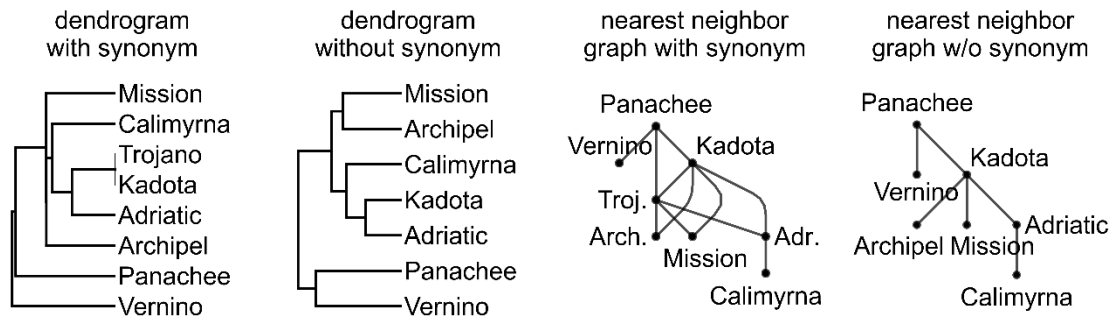 dendrogram
with synonym
Mission
Calimyrna
Trojano
Kadota
Adriatic
Archipel
Panachee
Vernino
dendrogram
without synonym
Mission
Archipel
Calimyrna
Kadota
Adriatic
Panachee
Vernino
nearest neighbor
graph with synonym
Panachee
Vernino
Kadota
Troj.
Arch.
Mission
Adr.
Calimyrna
nearest neighbor
graph w/o synonym
Panachee
Kadota
Vernino
Archipel
Mission
Adriatic
Calimyrna